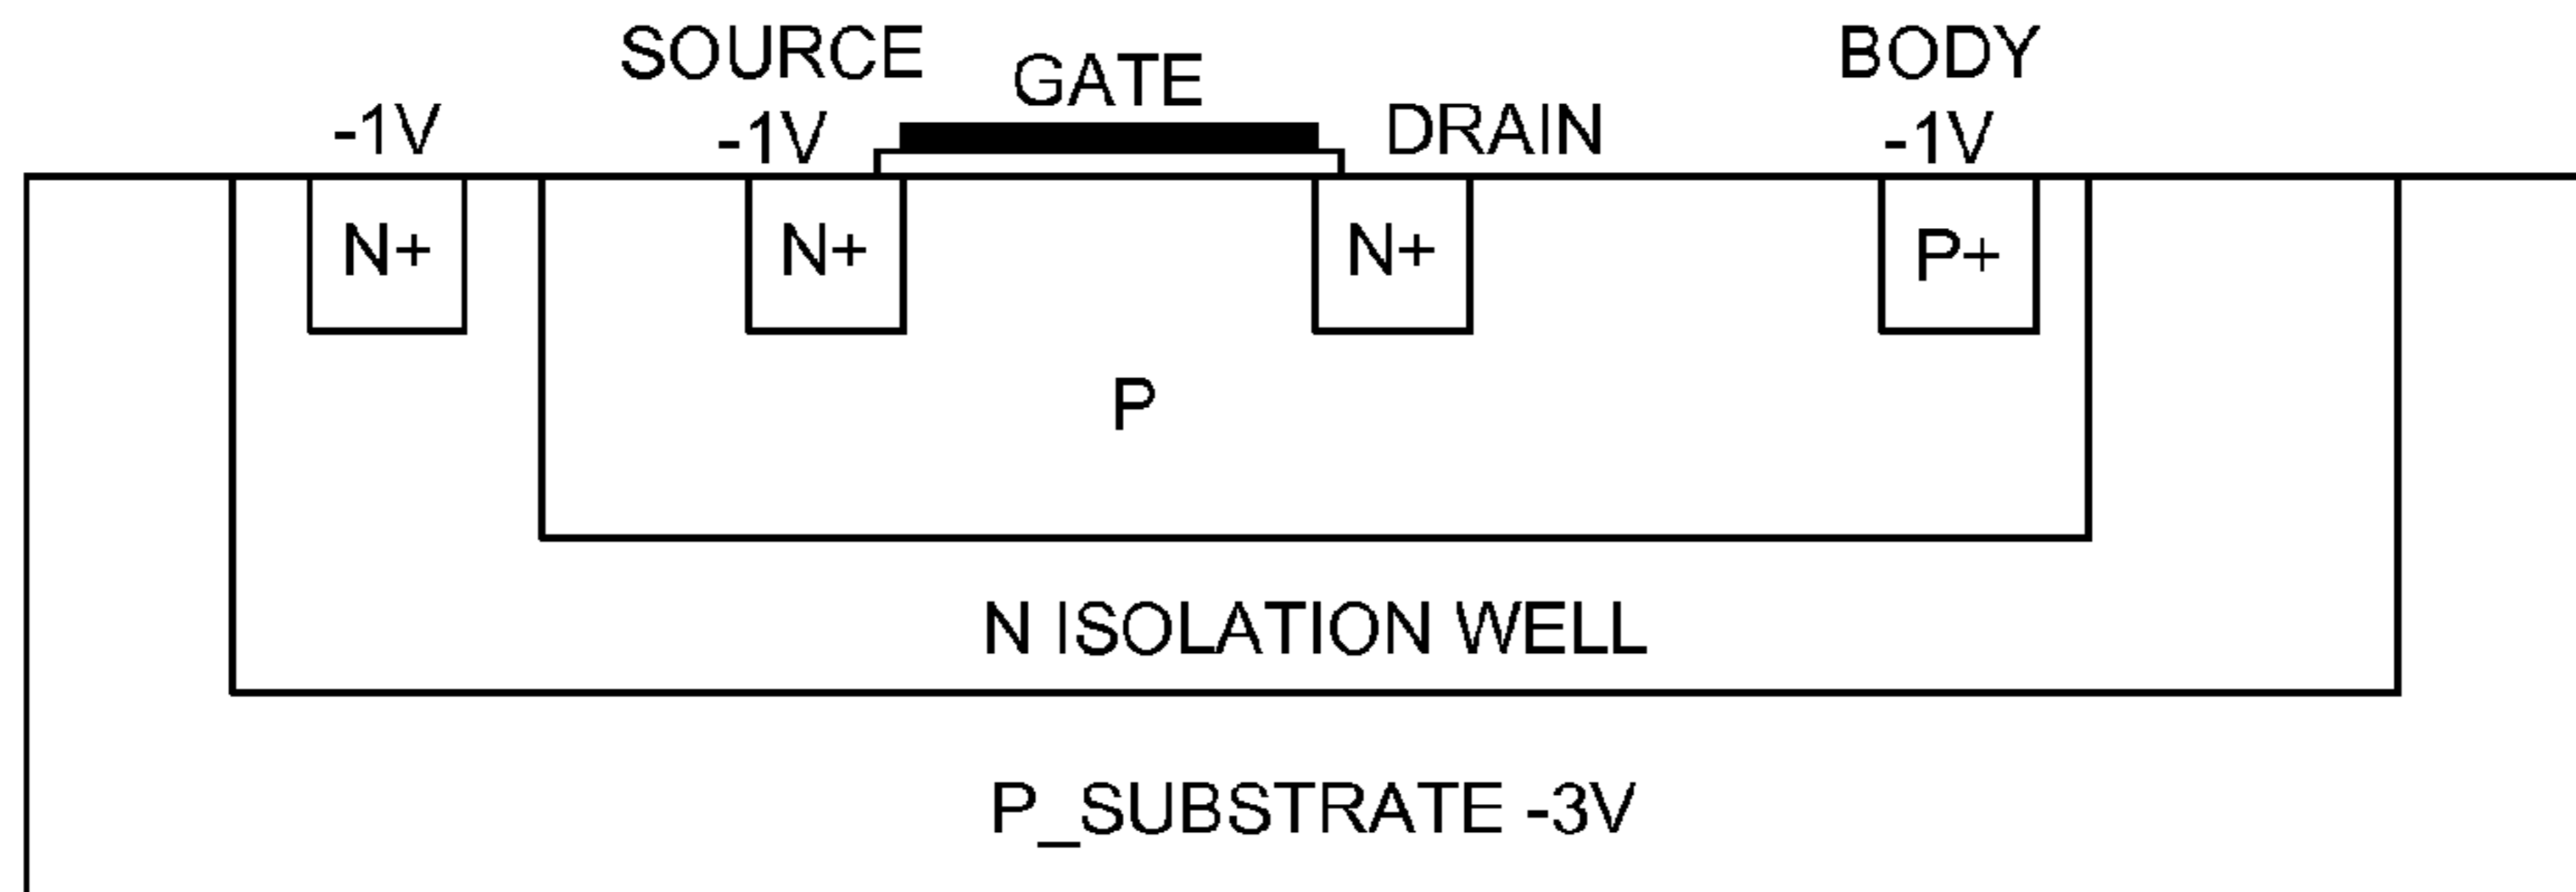 SOURCE
GATE
BODY
-1V
-1V
DRAIN
-1V
N+
N+
N+
P+
P
N ISOLATION WELL
P_SUBSTRATE -3V